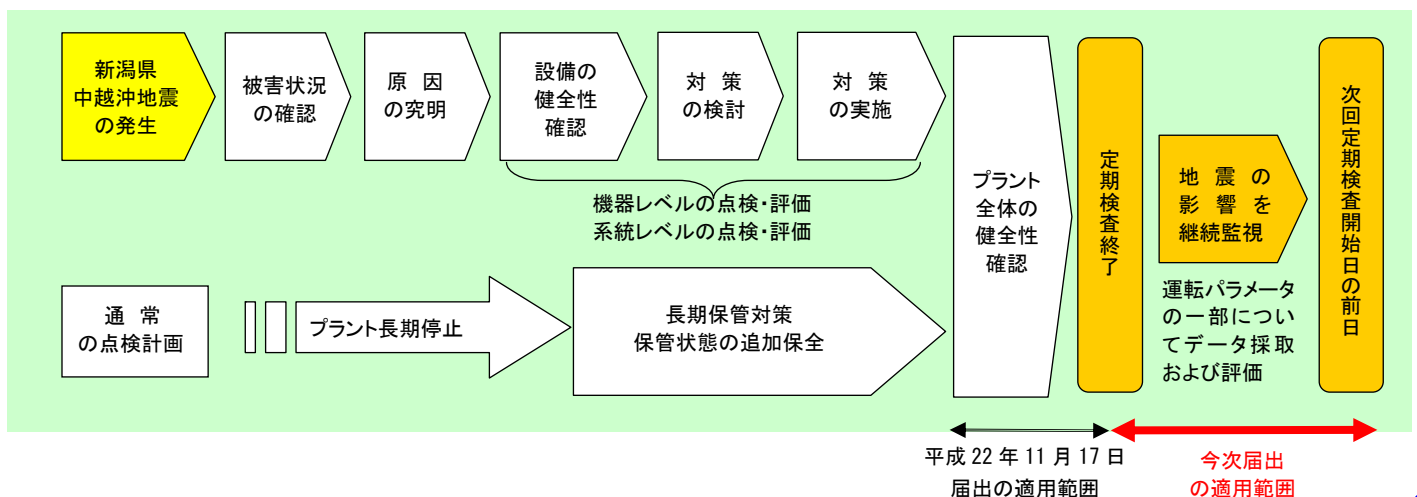 新潟県
中越沖地震
の発生
被害状況
の確認
原 因
の究明
設備の
健全性
確認
対 策
の検討
対 策
の実施
機器レベルの点検・評価
系統レベルの点検・評価
プラント
全体の
健全性
確認
定期検査終了
地 震 の
影 響 を
継続監視
運転パラメータ
の一部につい
てデータ採取
および評価
次回定期検査開始日の前日
通 常
の点検計画
プラント長期停止
長期保管対策
保管状態の追加保全
平成 22 年 11 月 17 日
届出の適用範囲
今次届出
の適用範囲